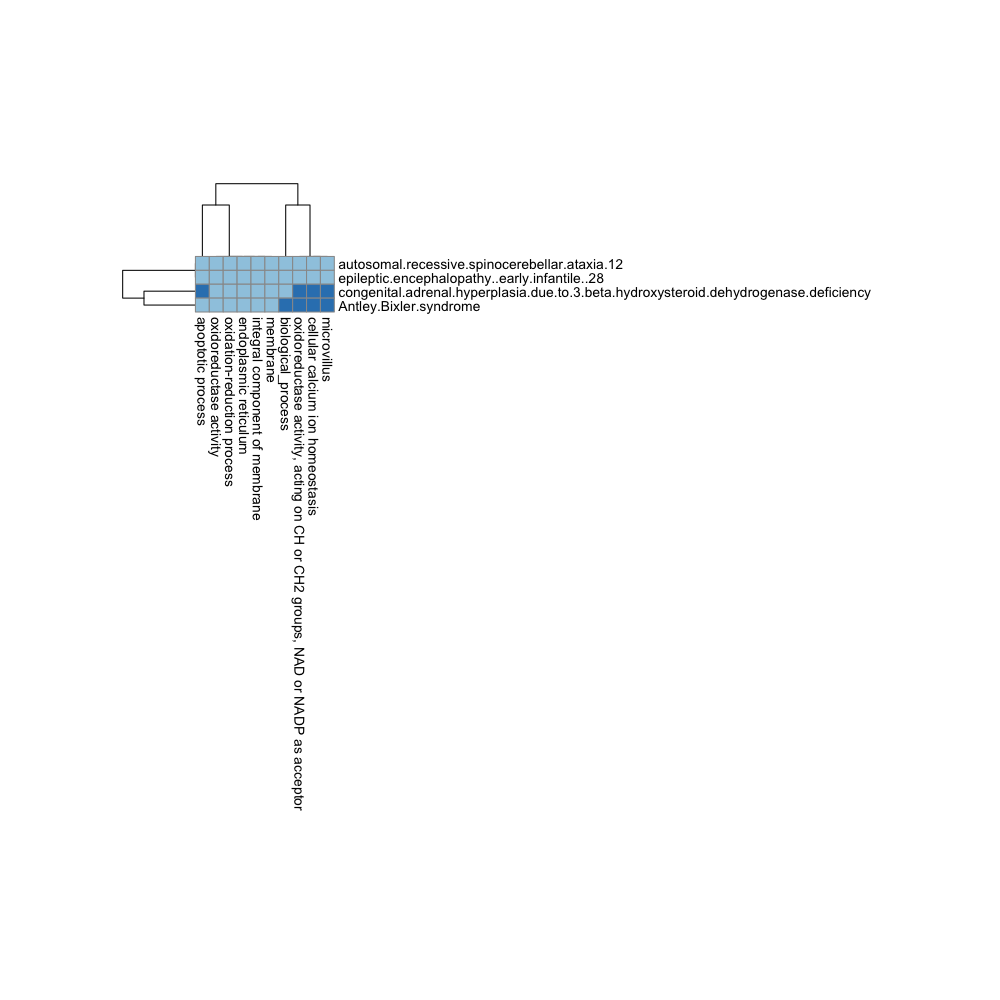 autosomal.recessive.spinocerebellar.ataxia.12
epileptic.encephalopathy..early.infantile..28
congenital.adrenal.hyperplasia.due.to.3.beta.hydroxysteroid.dehydrogenase.deficiency
Antley.Bixler.syndrome
apoptotic process
oxidoreductase activity
oxidation-reduction process
endoplasmic reticulum
integral component of membrane
membrane
biological_process
oxidoreductase activity, acting on CH or CH2 groups, NAD or NADP as acceptor
cellular calcium ion homeostasis
microvillus